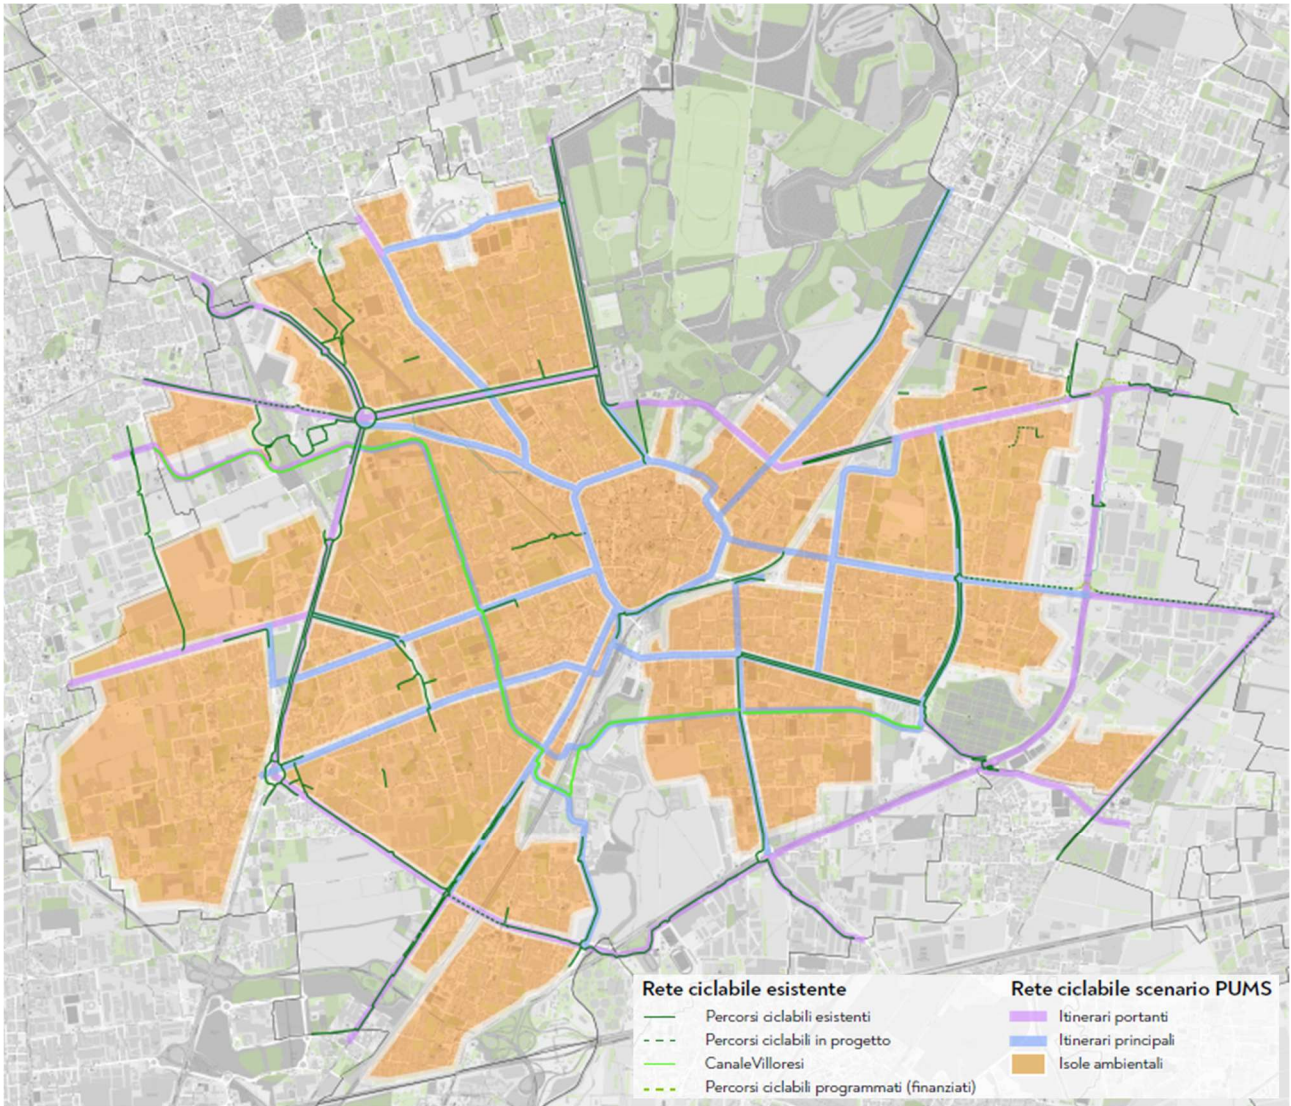 Rete ciclabile esistente
Percorsi ciclabili esistenti
Percorsi ciclabili in progetto
CanaleVilloresi
Percorsi ciclabili programmati (finanziati)
Rete ciclabile scenario PUMS
Itinerari portanti
Itinerari principali
Isole ambientali